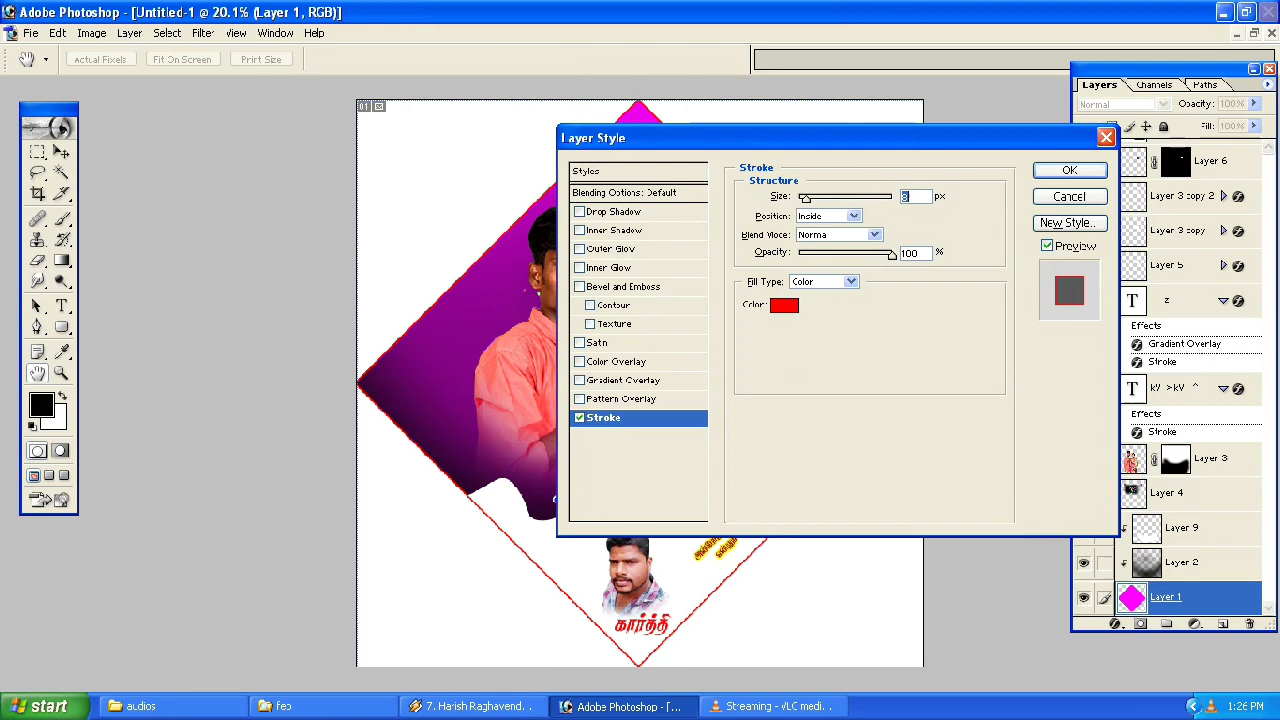 Adobe Photoshop - [Untitled-1 @ 20.1% (Layer 1, RGB)]
File Edit Image Layer Select Filter View Window Help
Actual Pixels Fit On Screen Print Size
Layers Channels Paths
Normal Opacity: 100%
Fill: 100%
01
Layer Style
Styles
Blending Options: Default
Drop Shadow
Inner Shadow
Outer Glow
Inner Glow
Bevel and Emboss
Contour
Texture
Satin
Color Overlay
Gradient Overlay
Pattern Overlay
Stroke
Stroke
Structure
Size: 8 px
Position: Inside
Blend Mode: Normal
Opacity: 100 %
Fill Type: Color
Color:
OK
Cancel
New Style...
Preview
Layer 6
Layer 3 copy 2
Layer 3 copy
Layer 5
T z
Effects
Gradient Overlay
Stroke
T
Effects
Stroke
Layer 3
Layer 4
Layer 9
Layer 2
Layer 1
கார்த்தி
start
audios
feb
7. Harish Raghavend...
Adobe Photoshop - [...
Streaming - VLC medi...
1:26 PM